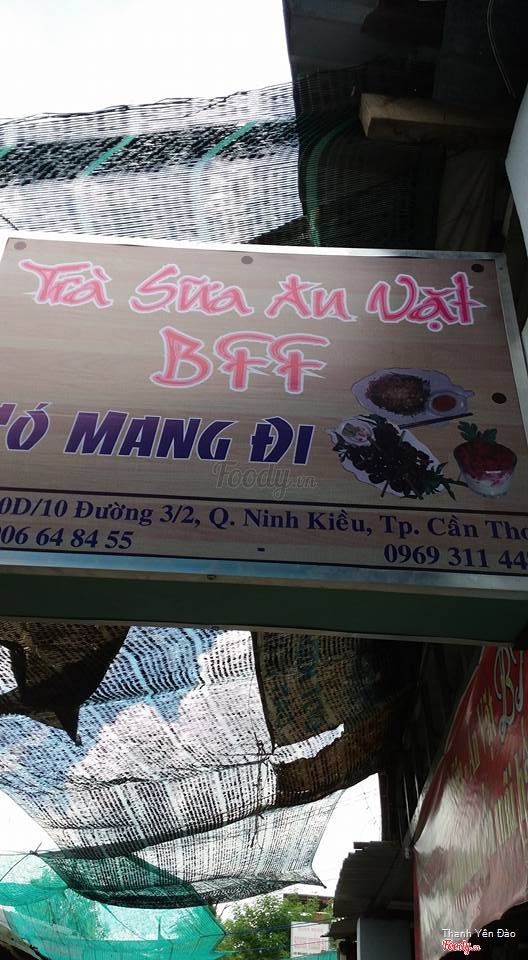 Trà Sữa Ăn Vặt
BFF
CÓ MANG ĐI
Foody.vn
0D/10 Đường 3/2, Q. Ninh Kiều, Tp. Cần Thơ
906 64 84 55 - 0969 311 44
Thanh Yên Đào
Foody.vn